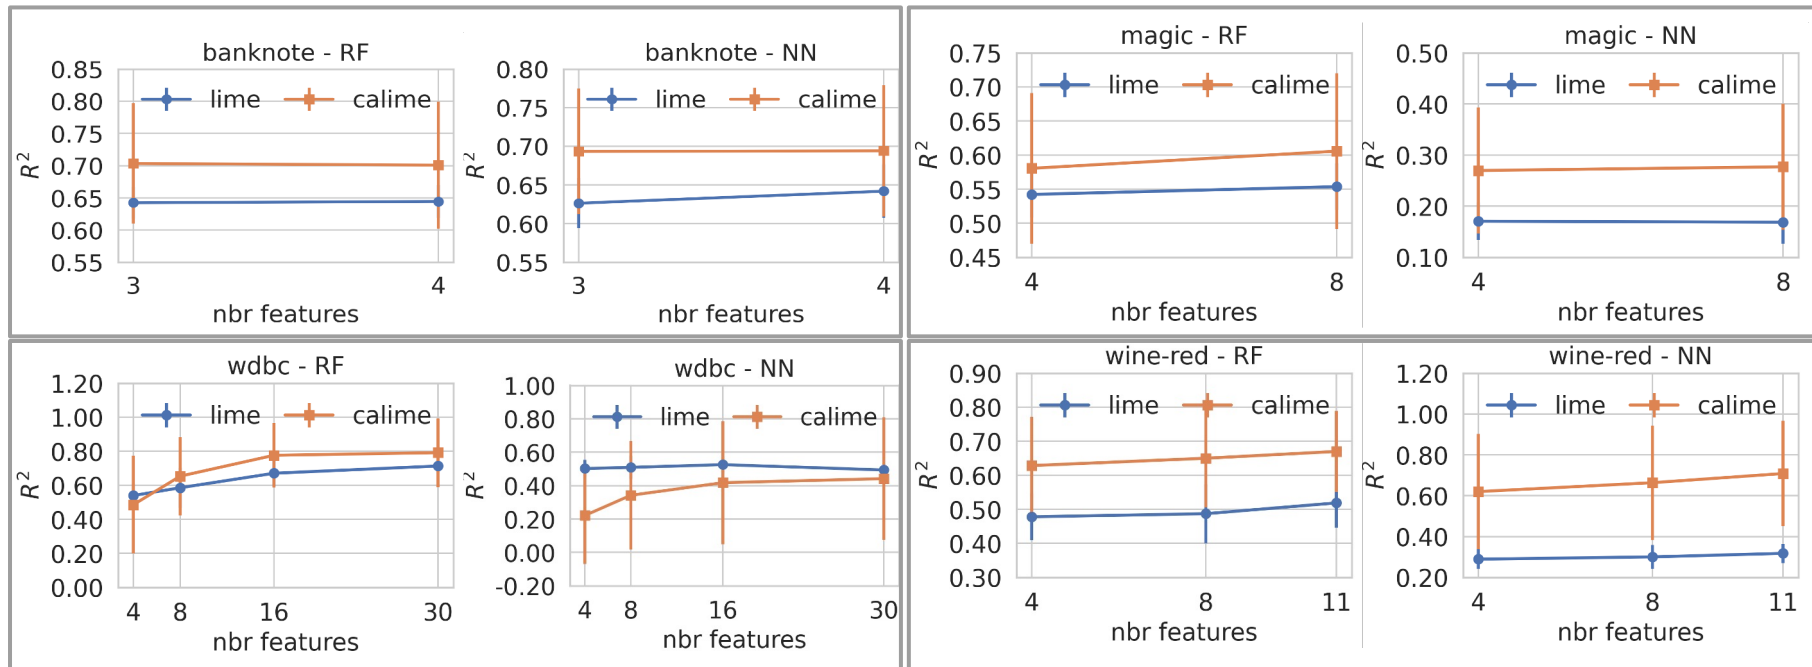 banknote - RF
0.85
0.80
0.75
0.70
0.65
0.60
0.55
R²
lime
calime
3
4
nbr features
banknote - NN
0.80
0.75
0.70
0.65
0.60
0.55
R²
lime
calime
3
4
nbr features
magic - RF
0.75
0.70
0.65
0.60
0.55
0.50
0.45
R²
lime
calime
4
8
nbr features
magic - NN
0.50
0.40
0.30
0.20
0.10
R²
lime
calime
4
8
nbr features
wdbc - RF
1.20
1.00
0.80
0.60
0.40
0.20
0.00
R²
lime
calime
4
8
16
30
nbr features
wdbc - NN
1.00
0.80
0.60
0.40
0.20
0.00
-0.20
R²
lime
calime
4
8
16
30
nbr features
wine-red - RF
0.90
0.80
0.70
0.60
0.50
0.40
0.30
R²
lime
calime
4
8
11
nbr features
wine-red - NN
1.20
1.00
0.80
0.60
0.40
0.20
R²
lime
calime
4
8
11
nbr features